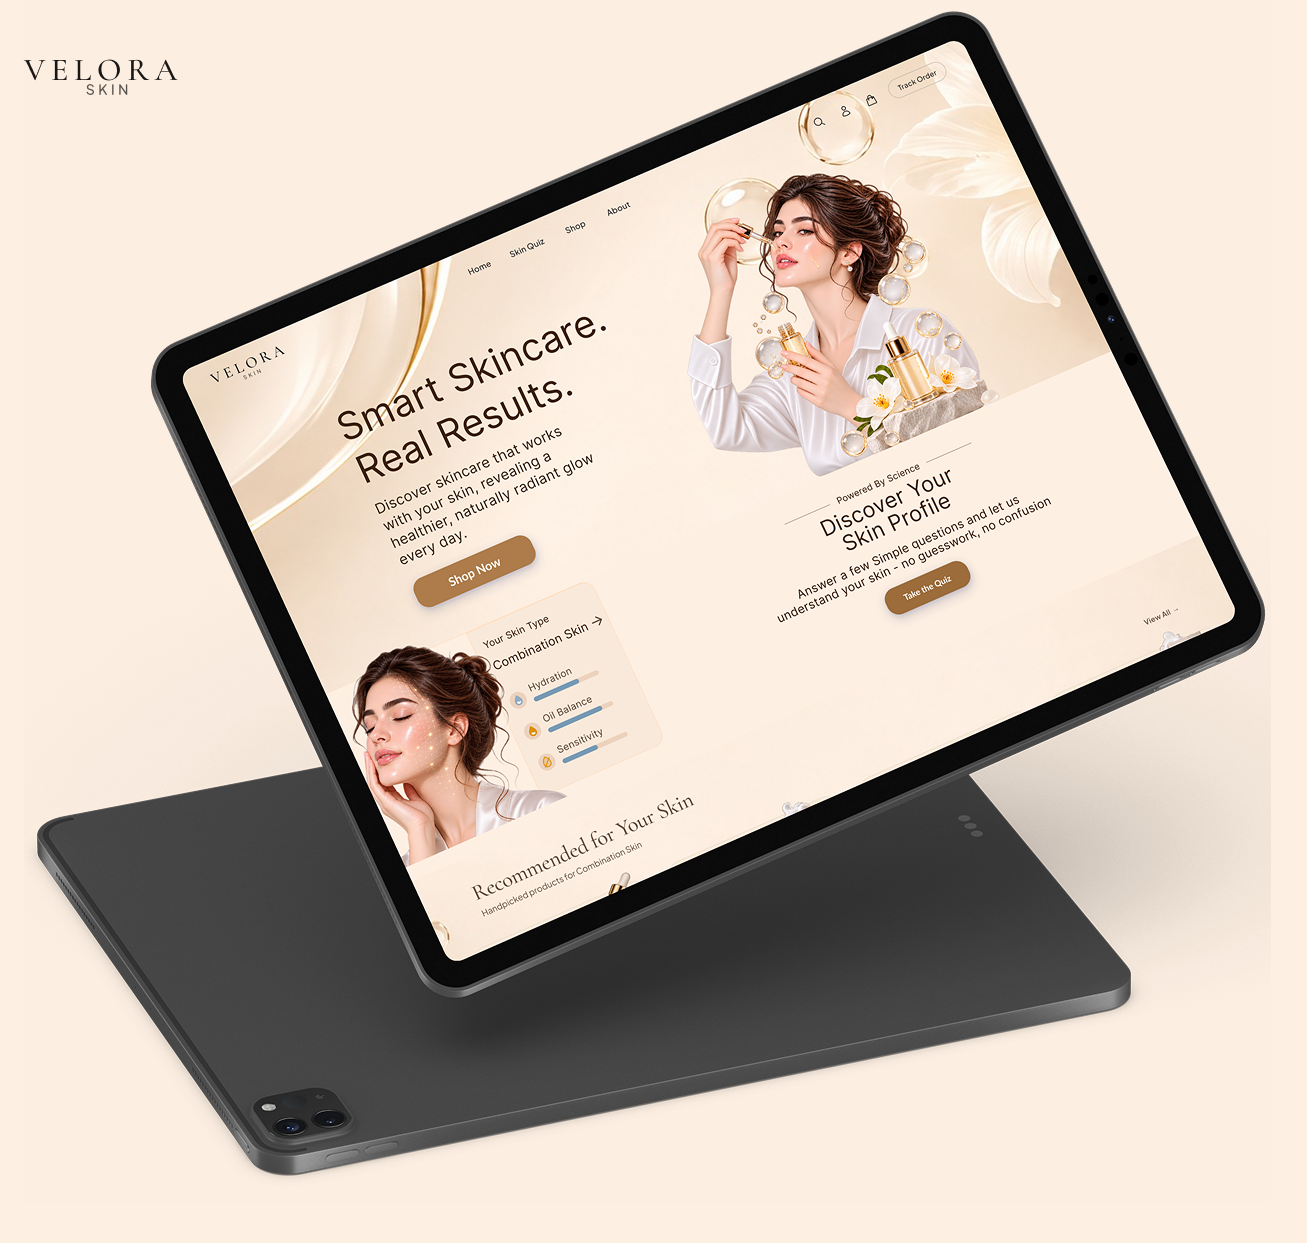 VELORA
SKIN
Track Order
Home
Skin Quiz
Shop
About
VELORA
SKIN
Smart Skincare.
Real Results.
Discover skincare that works
with your skin, revealing a
healthier, naturally radiant glow
every day.
Shop Now
Powered By Science
Discover Your
Skin Profile
Answer a few Simple questions and let us
understand your skin - no guesswork, no confusion
Take the Quiz
Your Skin Type
Combination Skin →
Hydration
Oil Balance
Sensitivity
View All →
Recommended for Your Skin
Handpicked products for Combination Skin